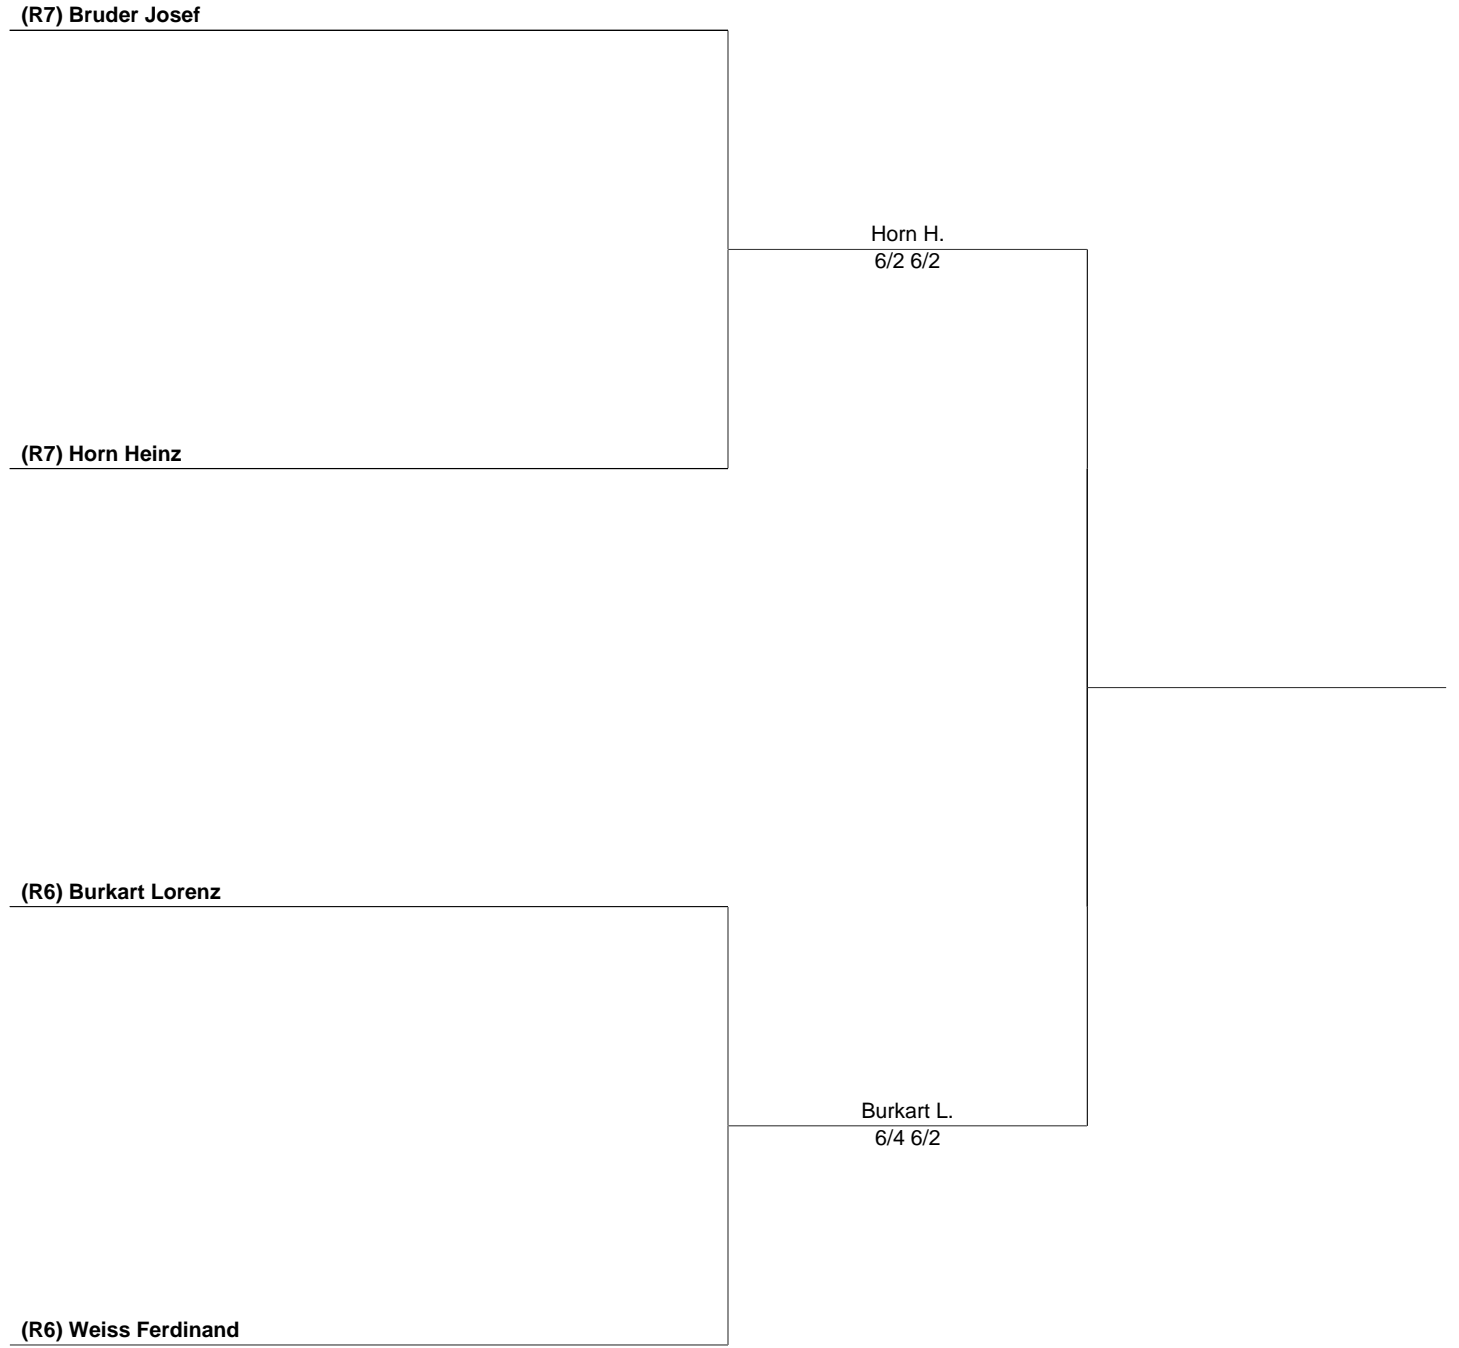 (R7) Bruder Josef
Horn H.
6/2 6/2
(R7) Horn Heinz
(R6) Burkart Lorenz
Burkart L.
6/4 6/2
(R6) Weiss Ferdinand